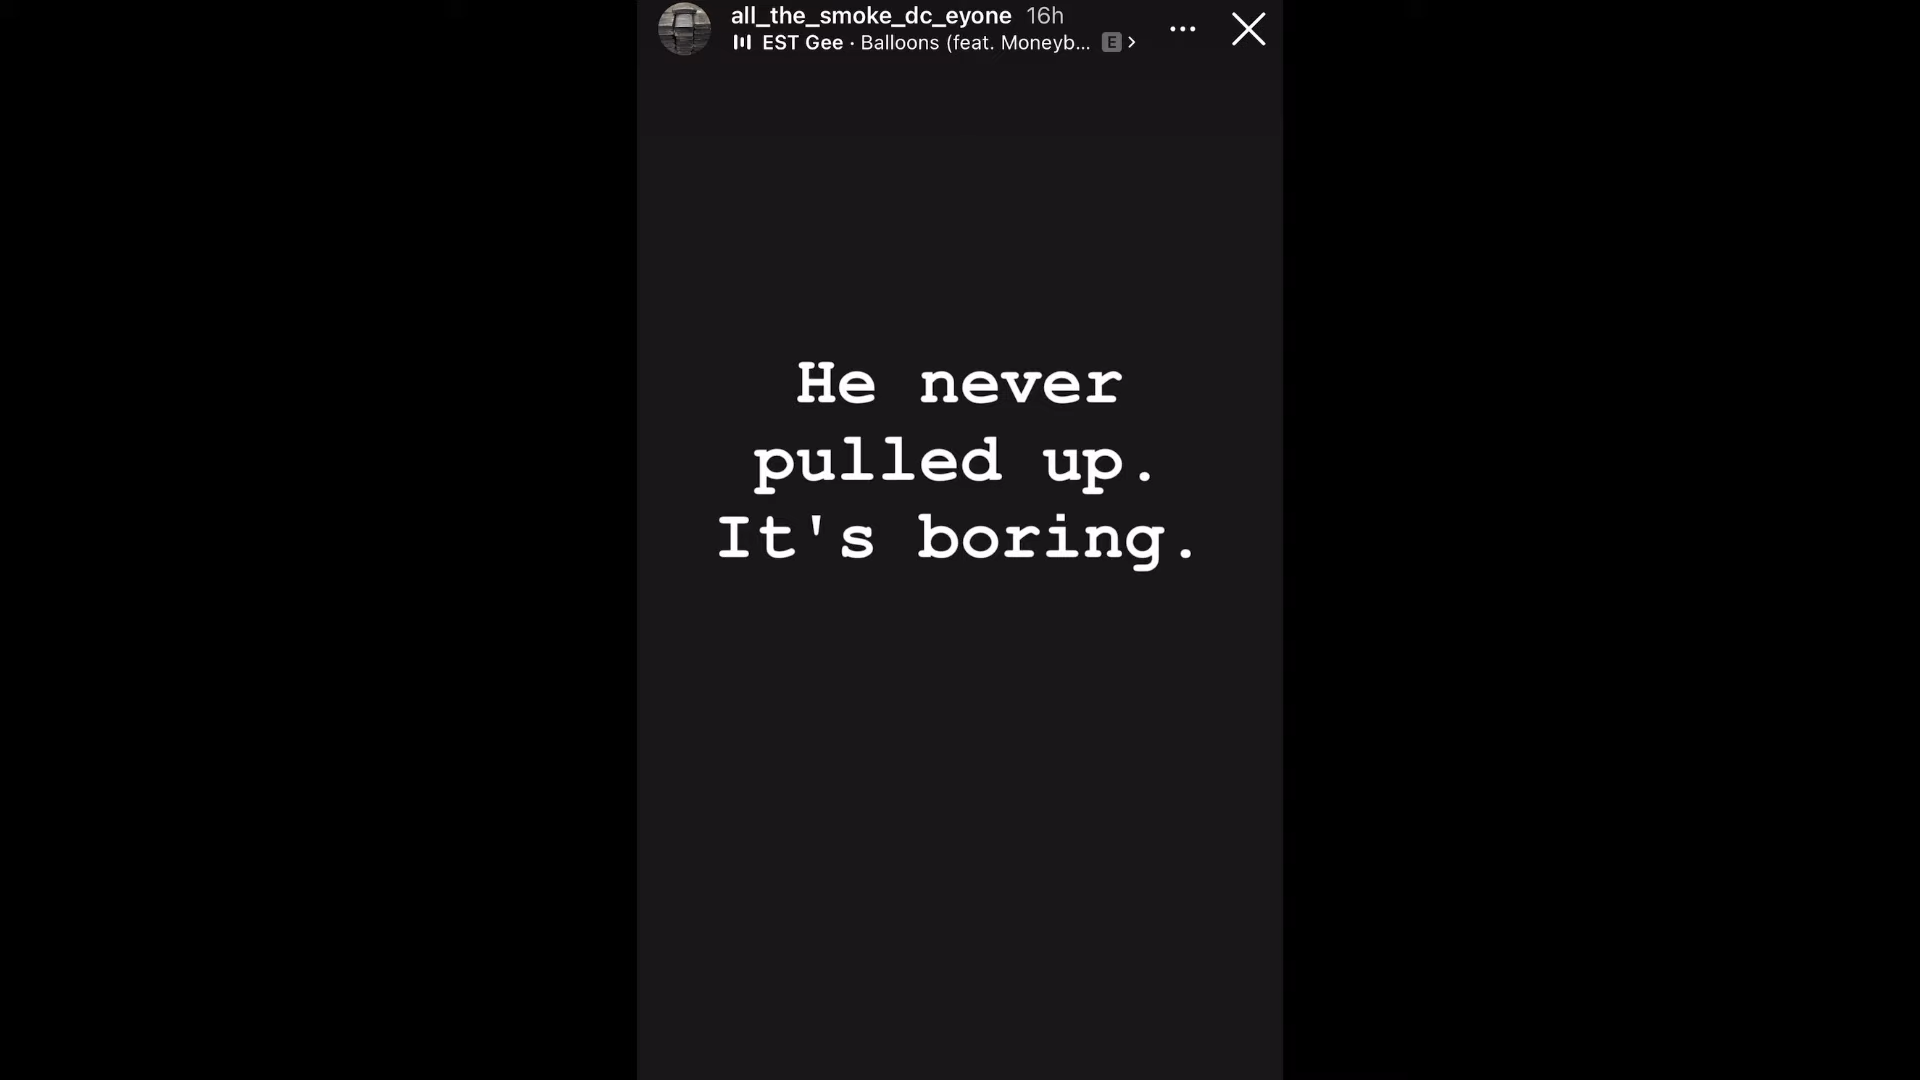 all_the_smoke_dc_eyone 16h
EST Gee · Balloons (feat. Moneyb... E
He never
pulled up.
It's boring.